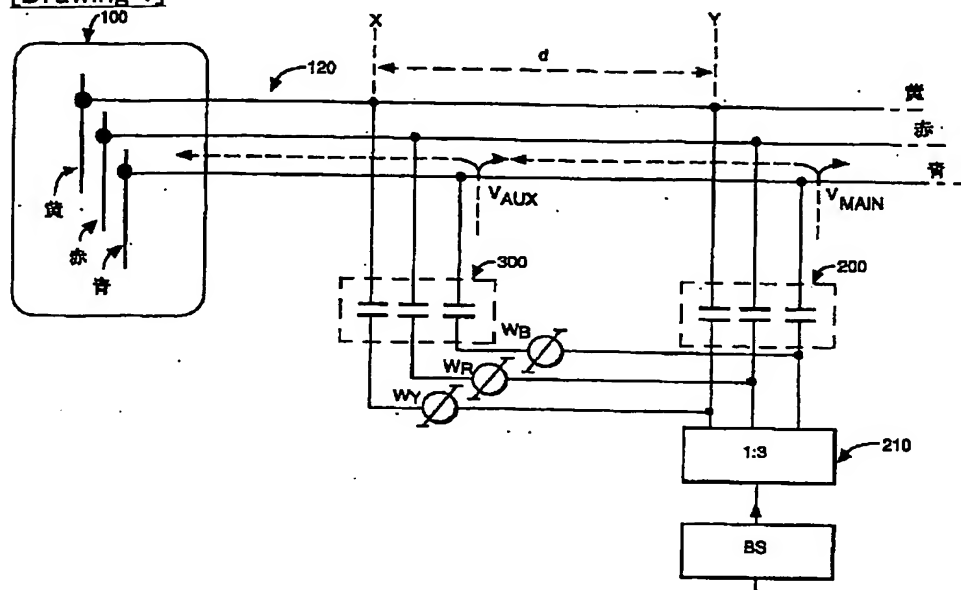 [Drawing
100
X
Y
d
120
黄
赤
青
VAUX
VMAIN
黄
赤
青
300
200
WB
WR
WY
1:3
210
BS